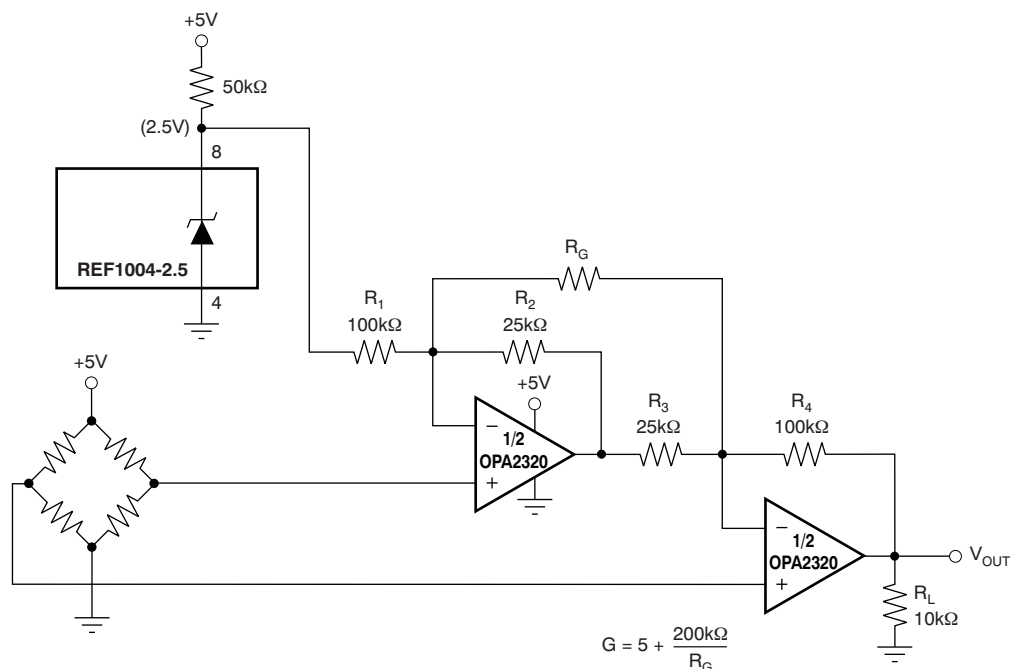 +5V
50kΩ
(2.5V)
8
REF1004-2.5
4
R_G
R_1
100kΩ
R_2
25kΩ
+5V
+5V
R_3
25kΩ
R_4
100kΩ
−
1/2
OPA2320
+
−
1/2
OPA2320
+
V_OUT
R_L
10kΩ
G = 5 + 200kΩ / R_G